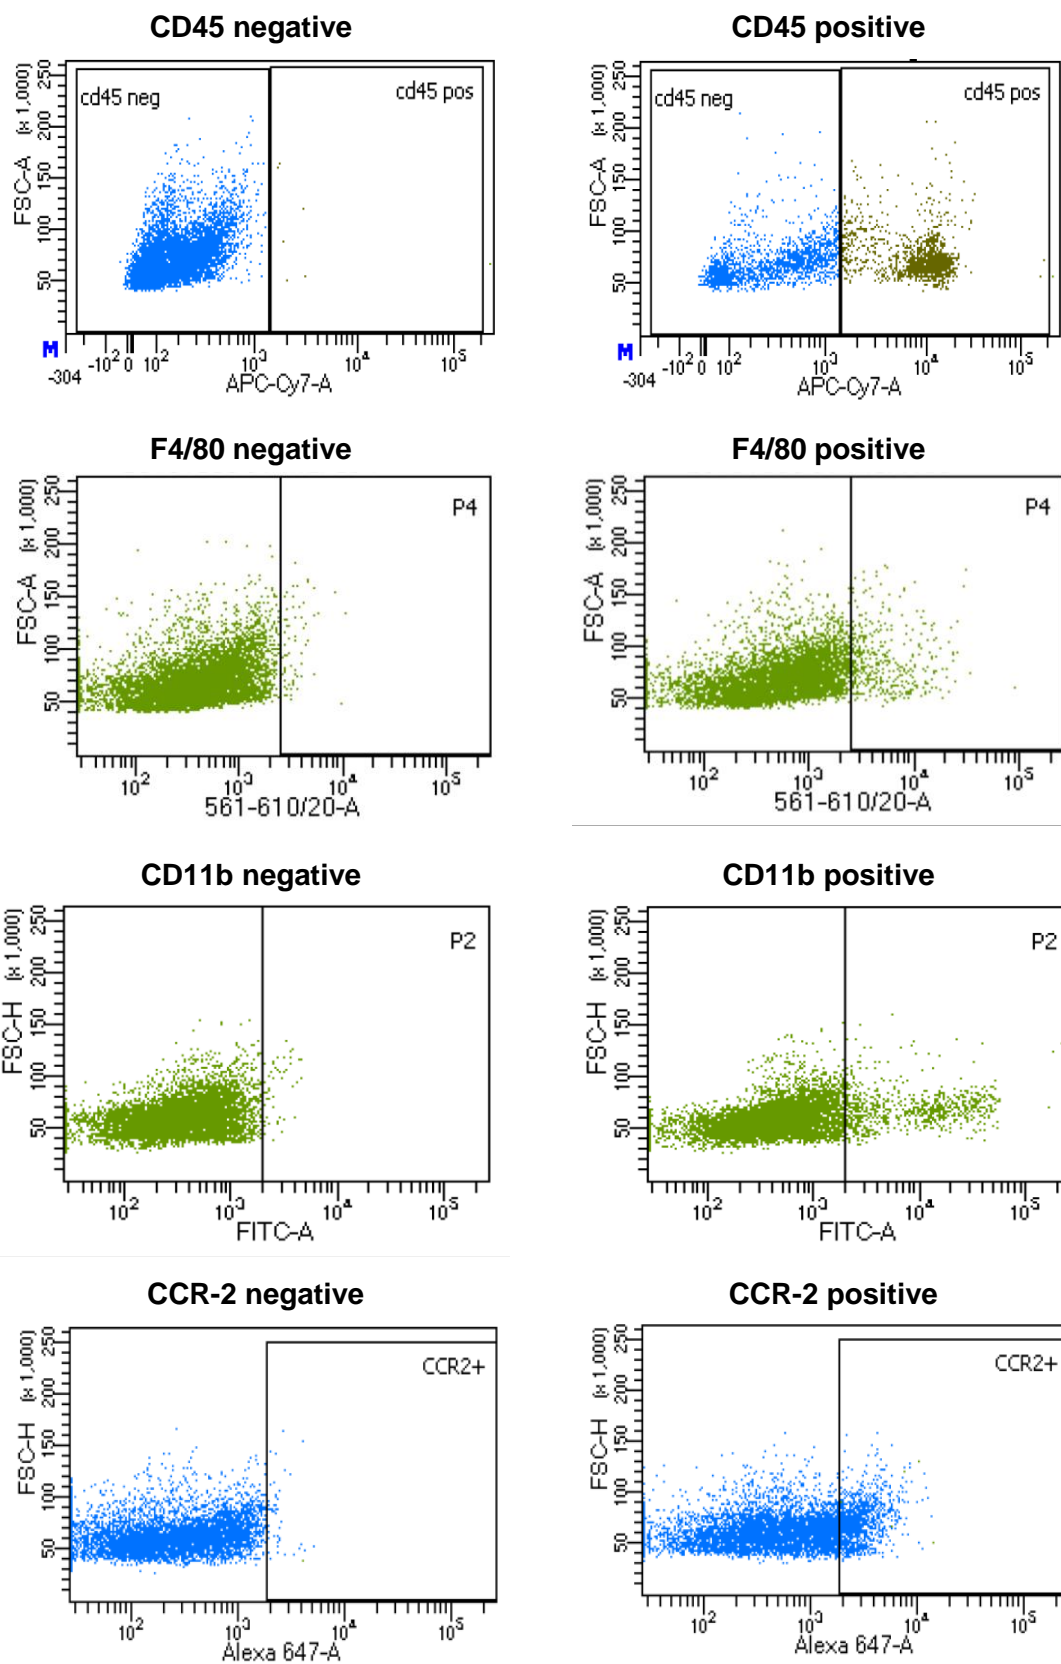 CD45 negative
CD45 positive
cd45 neg
cd45 pos
FSC-A (x 1,000)
50 100 150 200 250
M
-304 -10² 0 10² 10³ 10⁴ 10⁵
APC-Cy7-A
cd45 neg
cd45 pos
FSC-A (x 1,000)
50 100 150 200 250
M
-304 -10² 0 10² 10³ 10⁴ 10⁵
APC-Cy7-A
F4/80 negative
F4/80 positive
P4
FSC-A (x 1,000)
50 100 150 200 250
10² 10³ 10⁴ 10⁵
561-610/20-A
P4
FSC-A (x 1,000)
50 100 150 200 250
10² 10³ 10⁴ 10⁵
561-610/20-A
CD11b negative
CD11b positive
P2
FSC-H (x 1,000)
50 100 150 200 250
10² 10³ 10⁴ 10⁵
FITC-A
P2
FSC-H (x 1,000)
50 100 150 200 250
10² 10³ 10⁴ 10⁵
FITC-A
CCR-2 negative
CCR-2 positive
CCR2+
FSC-H (x 1,000)
50 100 150 200 250
10² 10³ 10⁴ 10⁵
Alexa 647-A
CCR2+
FSC-H (x 1,000)
50 100 150 200 250
10² 10³ 10⁴ 10⁵
Alexa 647-A